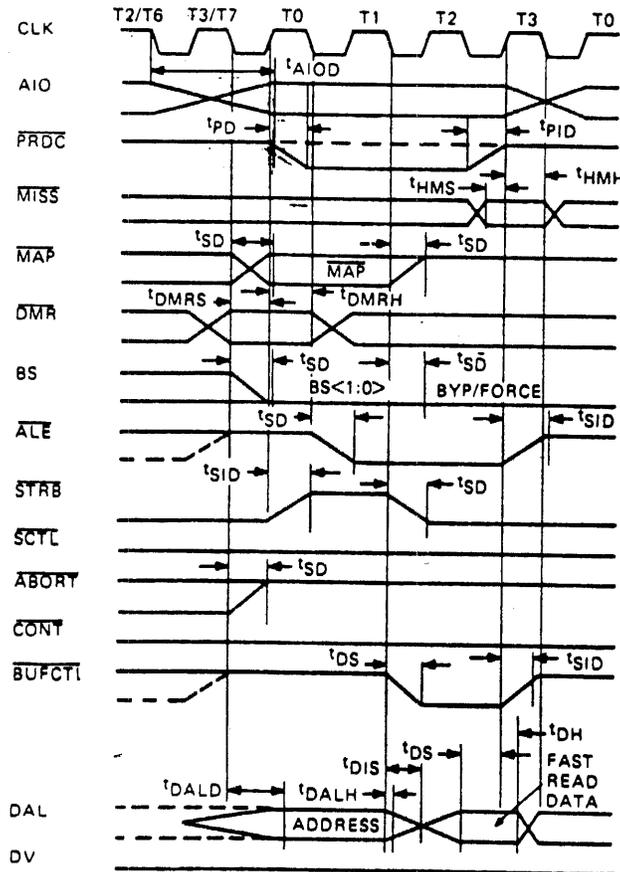 T2/T6 T3/T7 T0 T1 T2 T3 T0
CLK
tAIOD
AIO
tPD tPID
PRDC
tHMS tHMH
MISS
tSD tSD
MAP MAP
tDMRS tDMRH
DMR
tSD tSD
BS BS<1:0> BYP/FORCE
tSD tSID
ALE
tSID tSD
STRB
SCTL
tSD
ABORT
CONT
tDS tSID
BUFCTL
tDH
tDS FAST
tDIS READ
tDALD tDALH DATA
DAL ADDRESS
DV